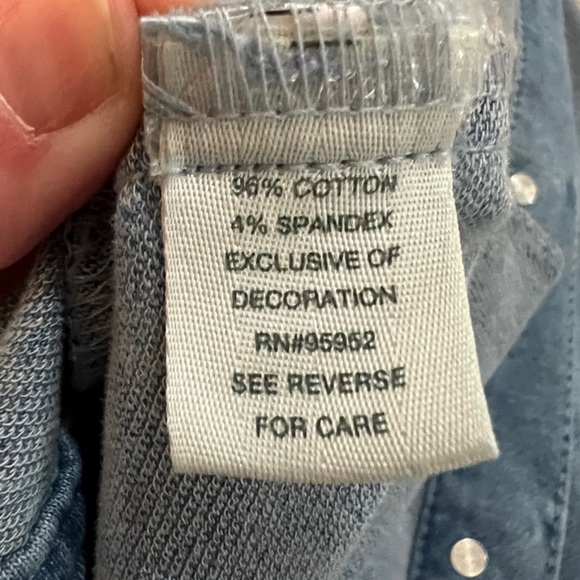 96% COTTON
4% SPANDEX
EXCLUSIVE OF
DECORATION
RN#95952
SEE REVERSE
FOR CARE